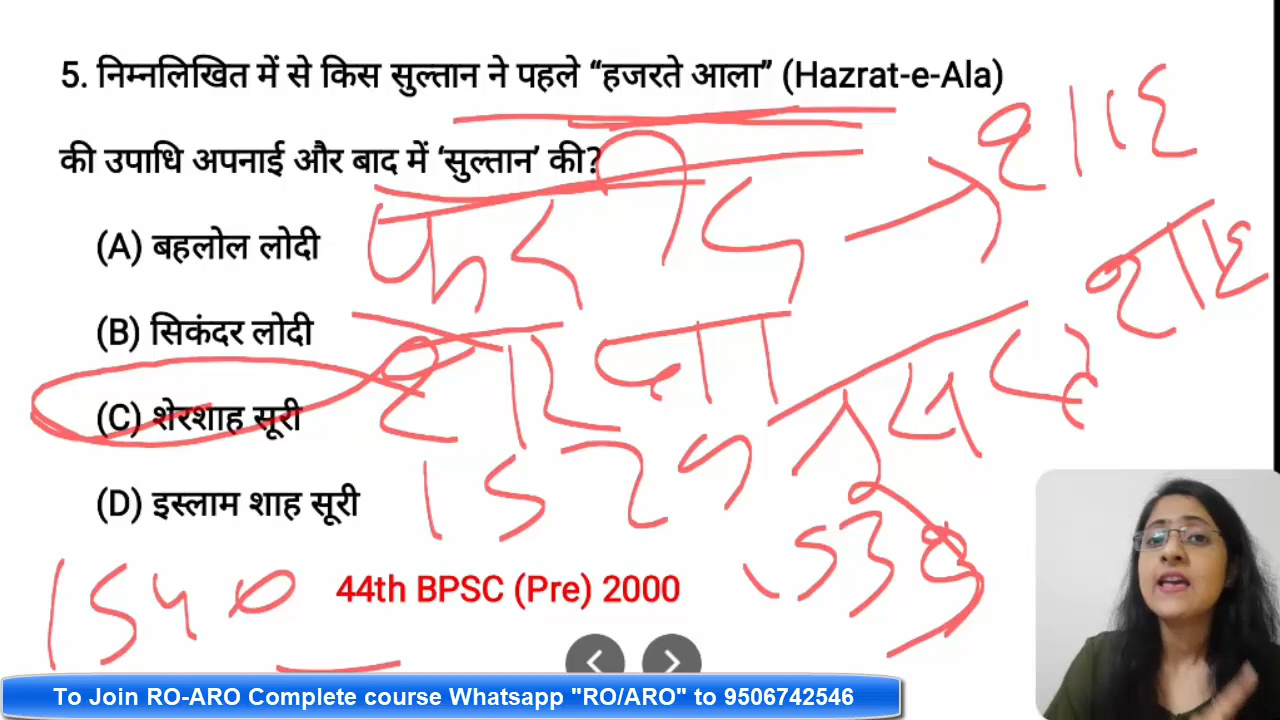 5. निम्नलिखित में से किस सुल्तान ने पहले “हजरते आला” (Hazrat-e-Ala)
की उपाधि अपनाई और बाद में ‘सुल्तान’ की?
(A) बहलोल लोदी
(B) सिकंदर लोदी
(C) शेरशाह सूरी
(D) इस्लाम शाह सूरी
44th BPSC (Pre) 2000
फरीद
शाह
1529
1540
To Join RO-ARO Complete course Whatsapp "RO/ARO" to 9506742546